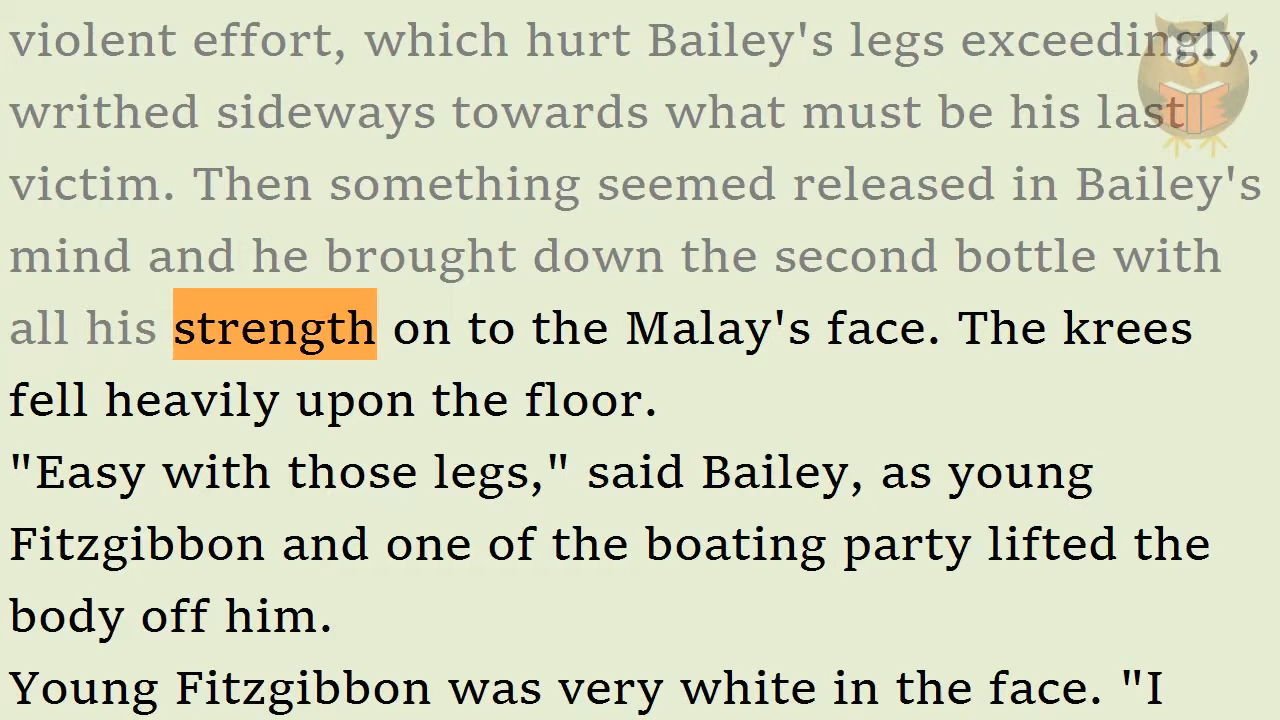 violent effort, which hurt Bailey's legs exceedingly,
writhed sideways towards what must be his last
victim. Then something seemed released in Bailey's
mind and he brought down the second bottle with
all his strength on to the Malay's face. The krees
fell heavily upon the floor.
"Easy with those legs," said Bailey, as young
Fitzgibbon and one of the boating party lifted the
body off him.
Young Fitzgibbon was very white in the face. "I